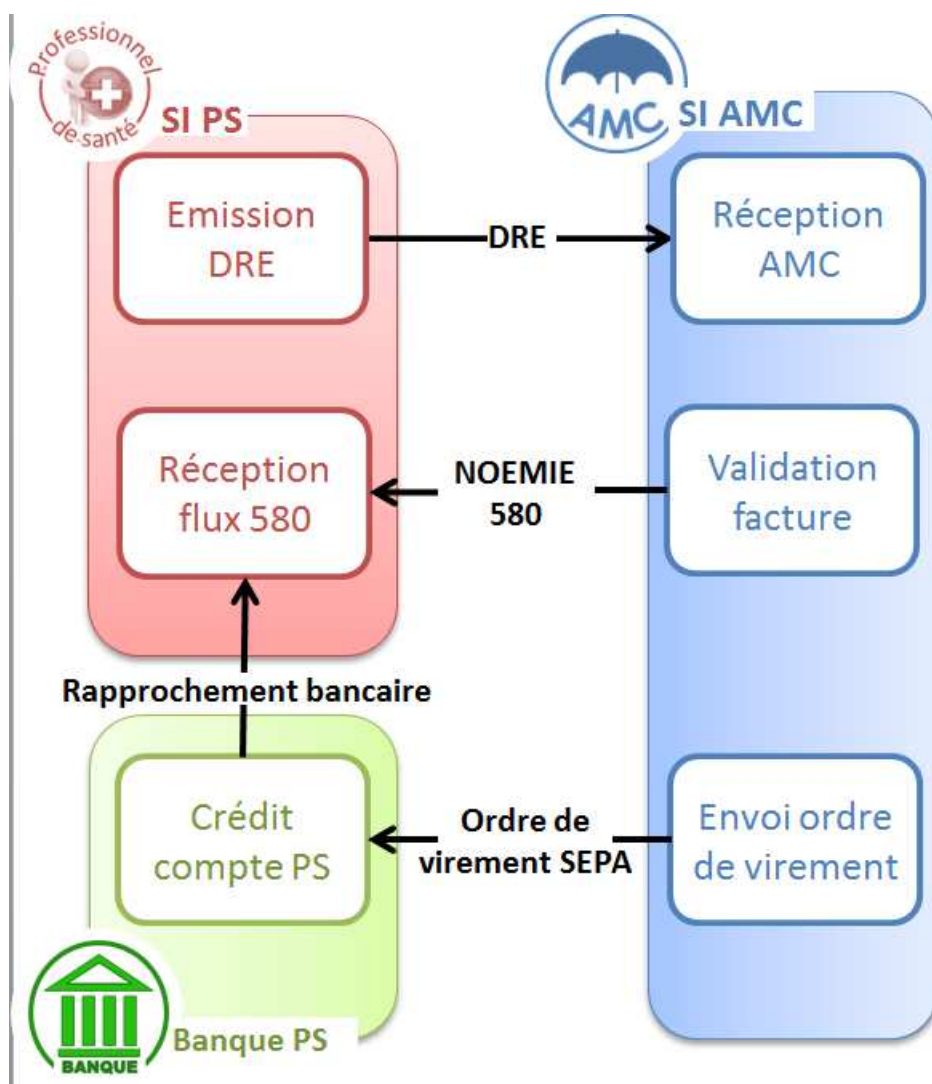 Professionnel
de santé
SI PS
AMC
SI AMC
Emission
DRE
DRE
Réception
AMC
Réception
flux 580
NOEMIE
580
Validation
facture
Rapprochement bancaire
Crédit
compte PS
Ordre de
virement SEPA
Envoi ordre
de virement
BANQUE
Banque PS